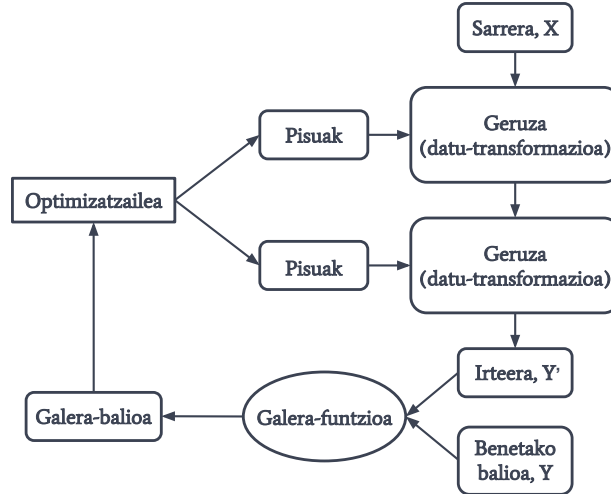 Sarrera, X
Geruza
(datu-transformazioa)
Pisuak
Optimizatzailea
Pisuak
Geruza
(datu-transformazioa)
Irteera, Y'
Galera-funtzioa
Galera-balioa
Benetako
balioa, Y